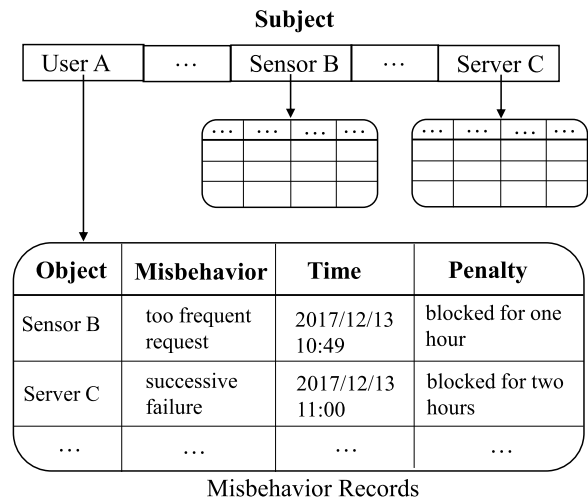 Subject
User A … Sensor B … Server C
… … … … … … … …
Object Misbehavior Time Penalty
Sensor B too frequent request 2017/12/13 10:49 blocked for one hour
Server C successive failure 2017/12/13 11:00 blocked for two hours
… … … …
Misbehavior Records